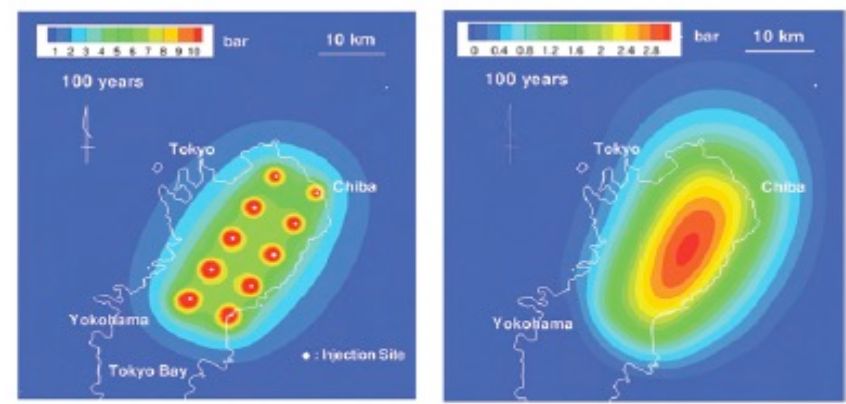 1 2 3 4 5 6 7 8 9 10
bar
10 km
100 years
Tokyo
Chiba
Yokohama
Tokyo Bay
: Injection Site
0 0.4 0.8 1.2 1.6 2 2.4 2.8
bar
10 km
100 years
Tokyo
Chiba
Yokohama